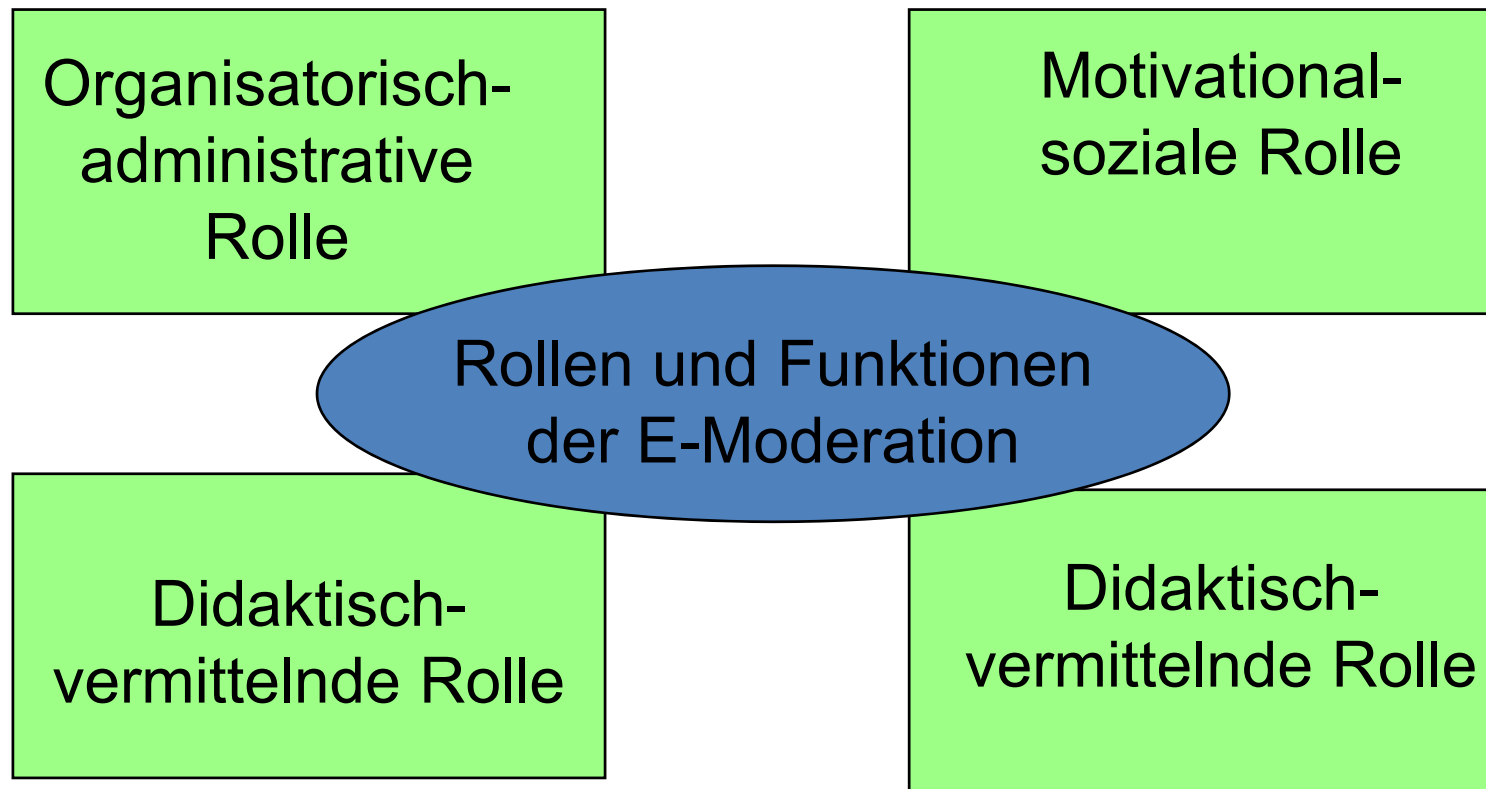 Organisatorisch-
administrative
Rolle
Motivational-
soziale Rolle
Rollen und Funktionen
der E-Moderation
Didaktisch-
vermittelnde Rolle
Didaktisch-
vermittelnde Rolle